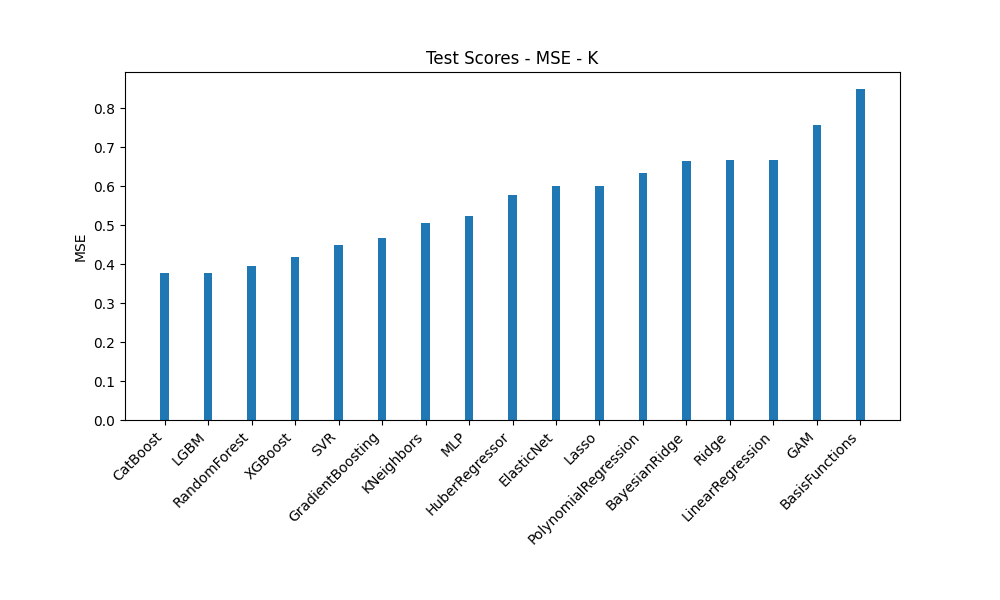 Test Scores - MSE - K
MSE
0.8
0.7
0.6
0.5
0.4
0.3
0.2
0.1
0.0
CatBoost
LGBM
RandomForest
XGBoost
SVR
GradientBoosting
KNeighbors
MLP
HuberRegressor
ElasticNet
Lasso
PolynomialRegression
BayesianRidge
Ridge
LinearRegression
GAM
BasisFunctions